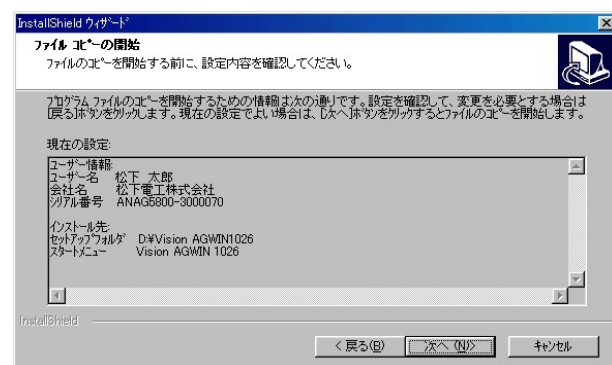 InstallShield ウィザード
ファイル コピーの開始
ファイルのコピーを開始する前に、設定内容を確認してください。
プログラム ファイルのコピーを開始するための情報は次の通りです。設定を確認して、変更を必要とする場合は
[戻る]ボタンをクリックします。現在の設定でよい場合は、[次へ]ボタンをクリックするとファイルのコピーを開始します。
現在の設定:
ユーザー情報:
ユーザー名 松下 太郎
会社名 松下電工株式会社
シリアル番号 ANAG5800-3000070
インストール先:
セットアップフォルダ D:¥Vision AGWIN1026
スタートメニュー Vision AGWIN 1026
InstallShield
< 戻る(B) 次へ (N)> キャンセル